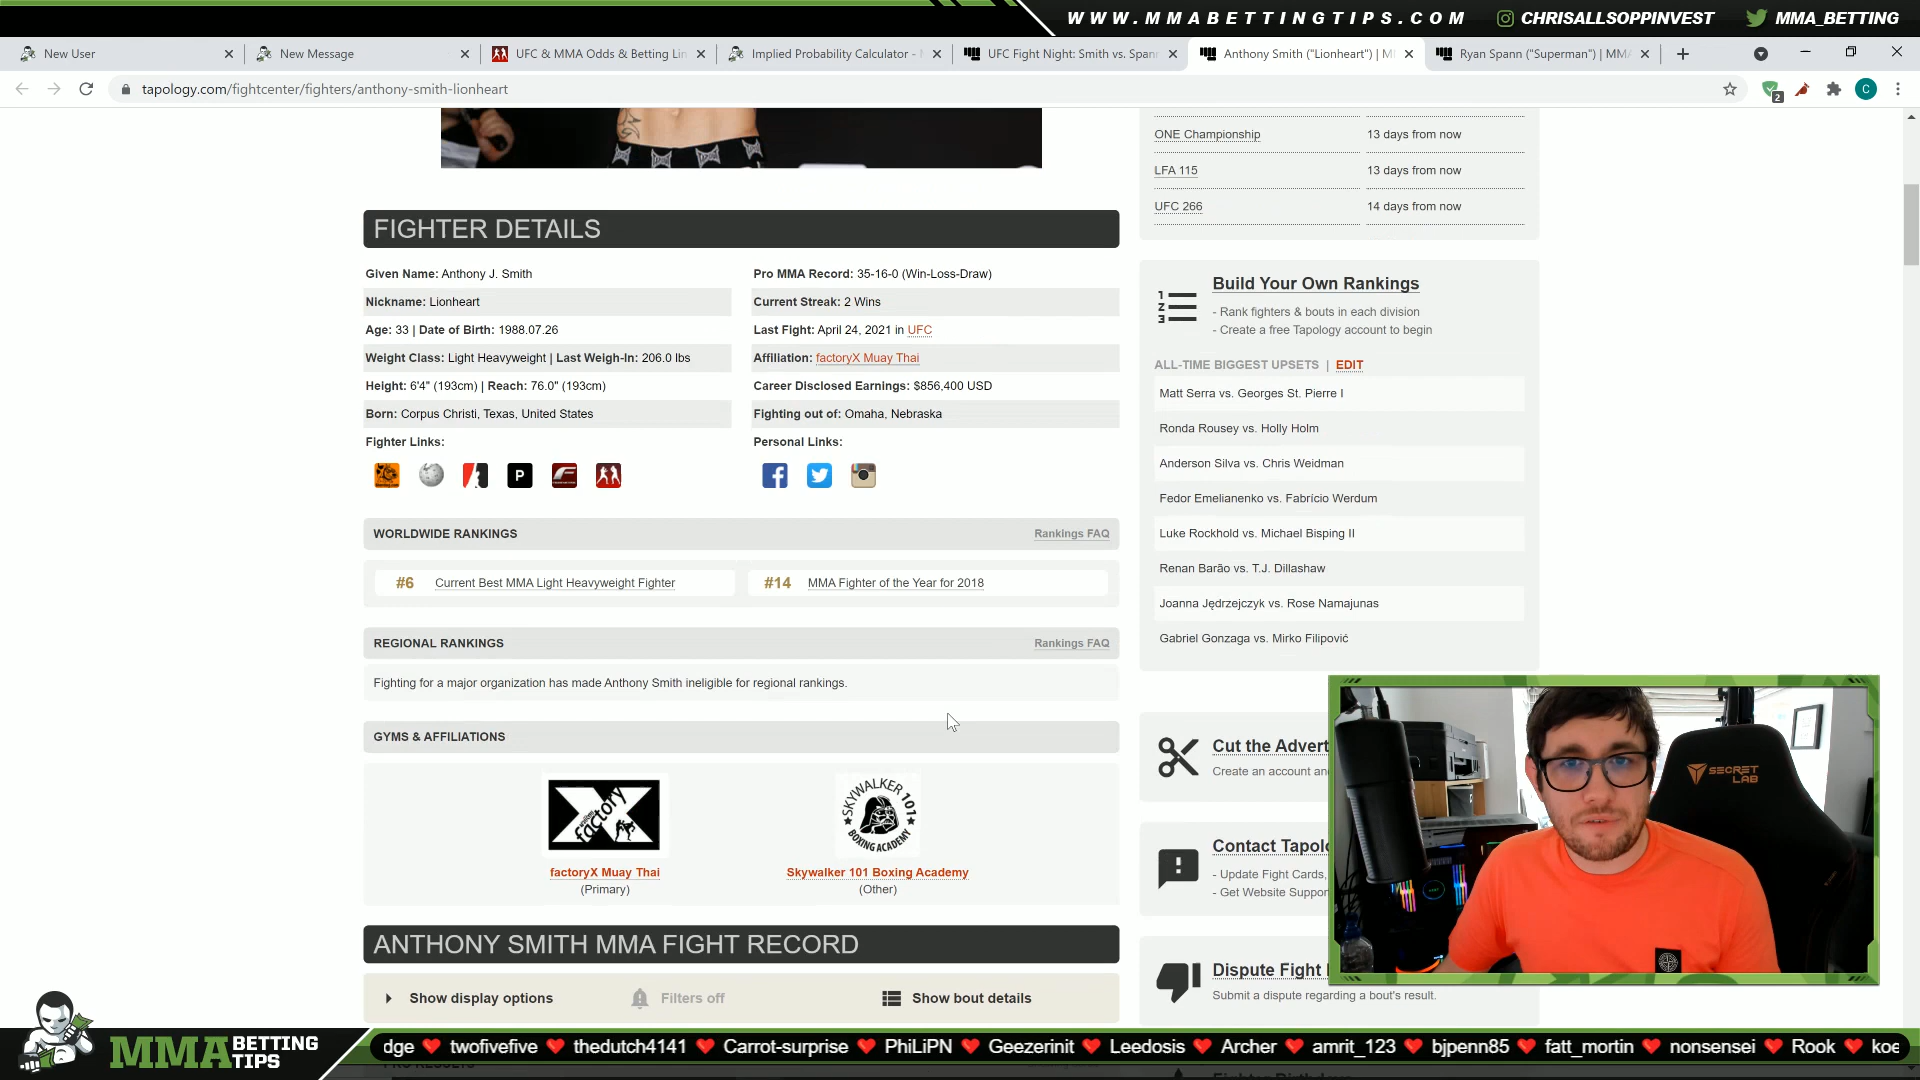 WWW.MMABETTINGTIPS.COM
CHRISALLSOPPINVEST
MMA_BETTING
New User
New Message
UFC & MMA Odds & Betting Lin
Implied Probability Calculator -
UFC Fight Night: Smith vs. Spann
Anthony Smith ("Lionheart") | M
Ryan Spann ("Superman") | MMA
tapology.com/fightcenter/fighters/anthony-smith-lionheart
2
C
ONE Championship 13 days from now
LFA 115 13 days from now
UFC 266 14 days from now
FIGHTER DETAILS
Given Name: Anthony J. Smith
Pro MMA Record: 35-16-0 (Win-Loss-Draw)
Nickname: Lionheart
Current Streak: 2 Wins
Age: 33 | Date of Birth: 1988.07.26
Last Fight: April 24, 2021 in UFC
Weight Class: Light Heavyweight | Last Weigh-In: 206.0 lbs
Affiliation: factoryX Muay Thai
Height: 6'4" (193cm) | Reach: 76.0" (193cm)
Career Disclosed Earnings: $856,400 USD
Born: Corpus Christi, Texas, United States
Fighting out of: Omaha, Nebraska
Fighter Links:
Personal Links:
P
WORLDWIDE RANKINGS
Rankings FAQ
#6 Current Best MMA Light Heavyweight Fighter
#14 MMA Fighter of the Year for 2018
REGIONAL RANKINGS
Rankings FAQ
Fighting for a major organization has made Anthony Smith ineligible for regional rankings.
GYMS & AFFILIATIONS
factory
X
SKYWALKER 101
BOXING ACADEMY
factoryX Muay Thai
(Primary)
Skywalker 101 Boxing Academy
(Other)
ANTHONY SMITH MMA FIGHT RECORD
Show display options
Filters off
Show bout details
Build Your Own Rankings
- Rank fighters & bouts in each division
- Create a free Tapology account to begin
ALL-TIME BIGGEST UPSETS | EDIT
Matt Serra vs. Georges St. Pierre I
Ronda Rousey vs. Holly Holm
Anderson Silva vs. Chris Weidman
Fedor Emelianenko vs. Fabrício Werdum
Luke Rockhold vs. Michael Bisping II
Renan Barão vs. T.J. Dillashaw
Joanna Jędrzejczyk vs. Rose Namajunas
Gabriel Gonzaga vs. Mirko Filipović
Cut the Advert
Create an account an
Contact Tapolo
- Update Fight Cards,
- Get Website Suppor
Dispute Fight
Submit a dispute regarding a bout's result.
SECRET LAB
MMA BETTING TIPS
dge twofivefive thedutch4141 Carrot-surprise PhiLiPN Geezerinit Leedosis Archer amrit_123 bjpenn85 fatt_mortin nonsensei Rook koe